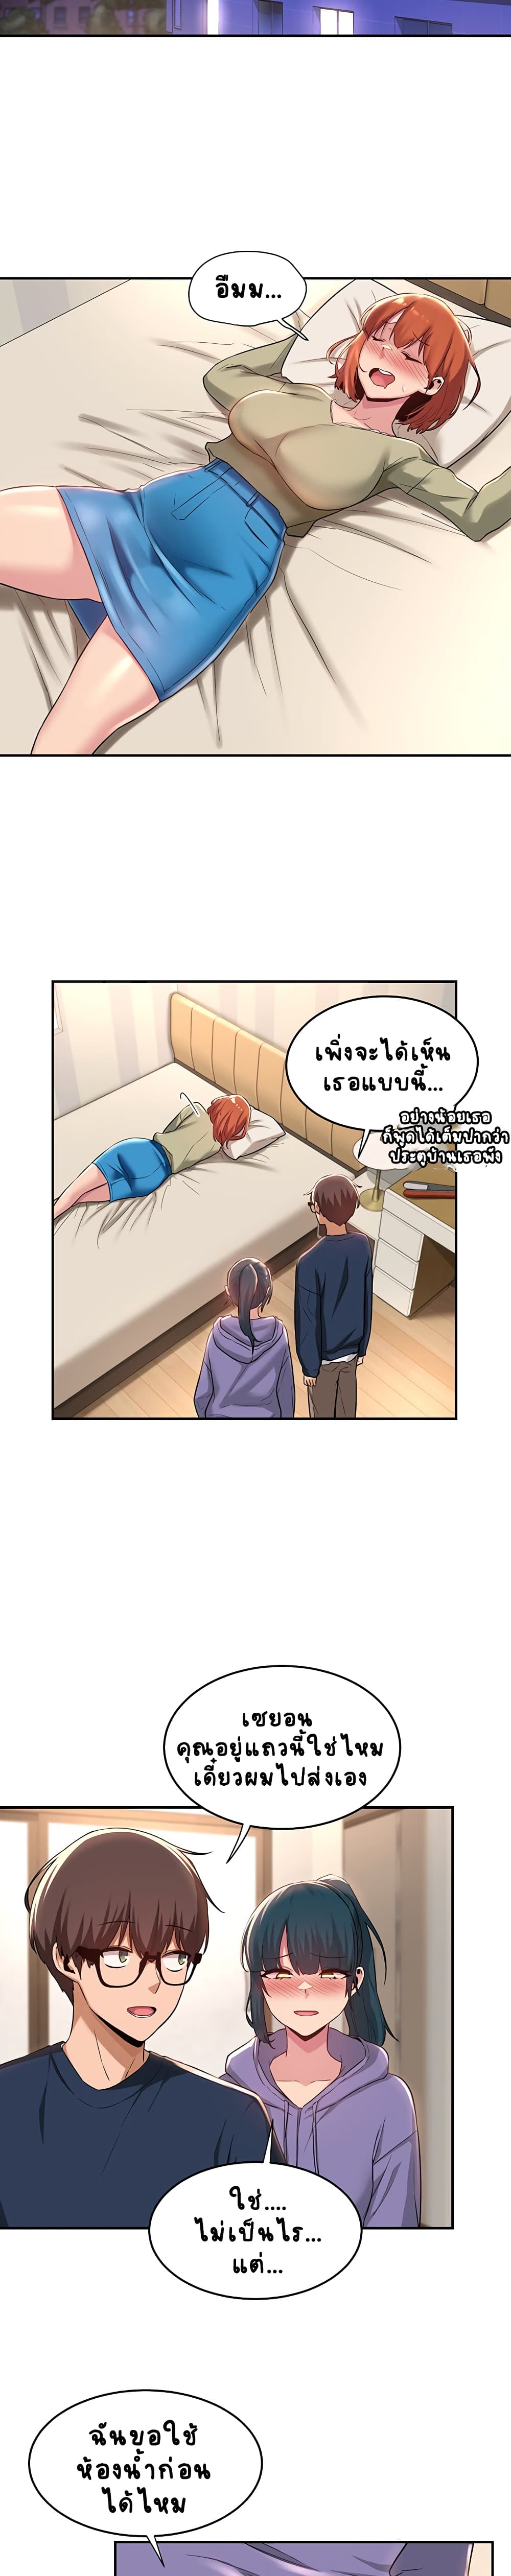 อืมม...
เพิ่งจะได้เห็น
เธอแบบนี้...
อย่างน้อยเธอ
ก็พูดได้เต็มปากว่า
ประตูบ้านเธอพัง
เซยอน
คุณอยู่แถวนี้ใช่ไหม
เดี๋ยวผมไปส่งเอง
ใช่....
ไม่เป็นไร...
แต่...
ฉันขอใช้
ห้องน้ำก่อน
ได้ไหม